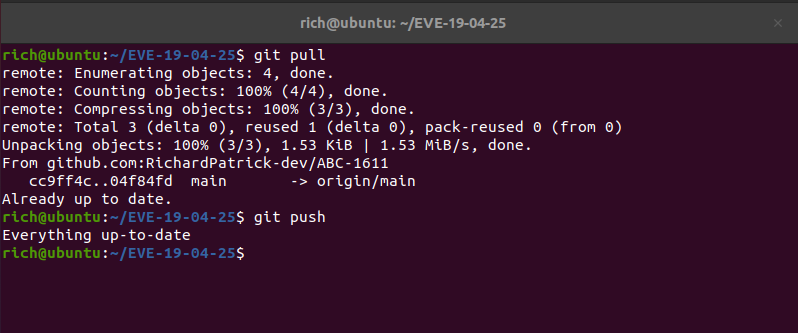 rich@ubuntu: ~/EVE-19-04-25
rich@ubuntu:~/EVE-19-04-25$ git pull
remote: Enumerating objects: 4, done.
remote: Counting objects: 100% (4/4), done.
remote: Compressing objects: 100% (3/3), done.
remote: Total 3 (delta 0), reused 1 (delta 0), pack-reused 0 (from 0)
Unpacking objects: 100% (3/3), 1.53 KiB | 1.53 MiB/s, done.
From github.com:RichardPatrick-dev/ABC-1611
   cc9ff4c..04f84fd  main       -> origin/main
Already up to date.
rich@ubuntu:~/EVE-19-04-25$ git push
Everything up-to-date
rich@ubuntu:~/EVE-19-04-25$